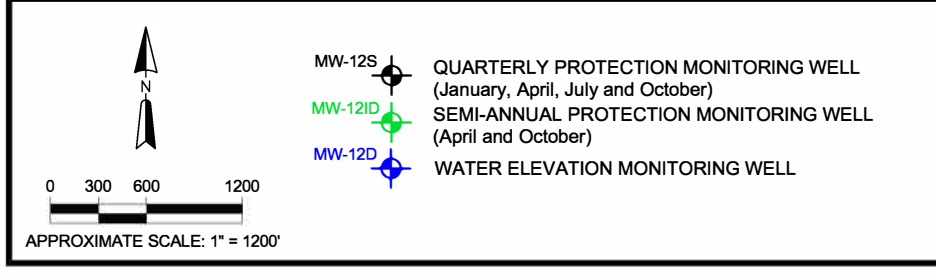 N
0 300 600 1200
APPROXIMATE SCALE: 1" = 1200'
MW-12S
QUARTERLY PROTECTION MONITORING WELL
(January, April, July and October)
MW-12ID
SEMI-ANNUAL PROTECTION MONITORING WELL
(April and October)
MW-12D
WATER ELEVATION MONITORING WELL